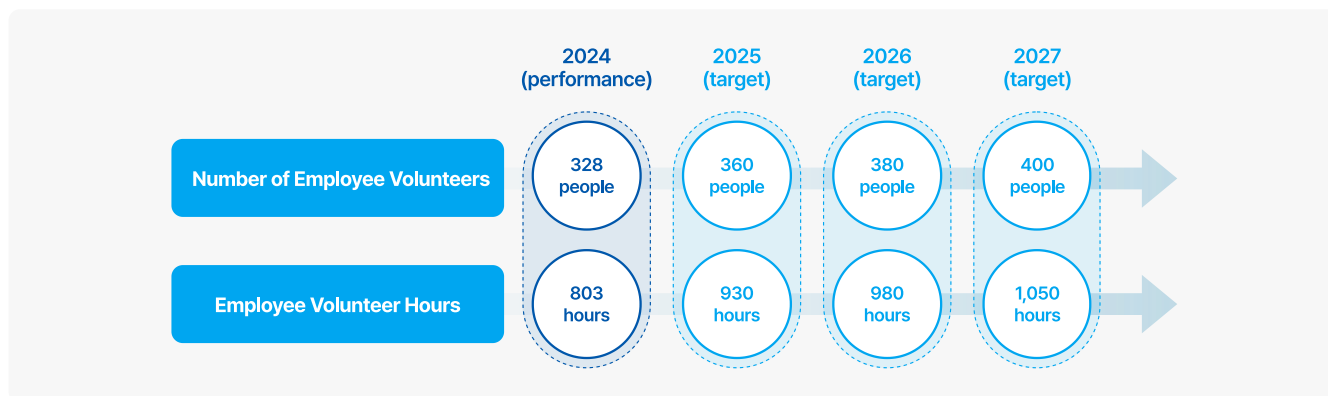 2024
(performance)
2025
(target)
2026
(target)
2027
(target)
Number of Employee Volunteers
328
people
360
people
380
people
400
people
Employee Volunteer Hours
803
hours
930
hours
980
hours
1,050
hours